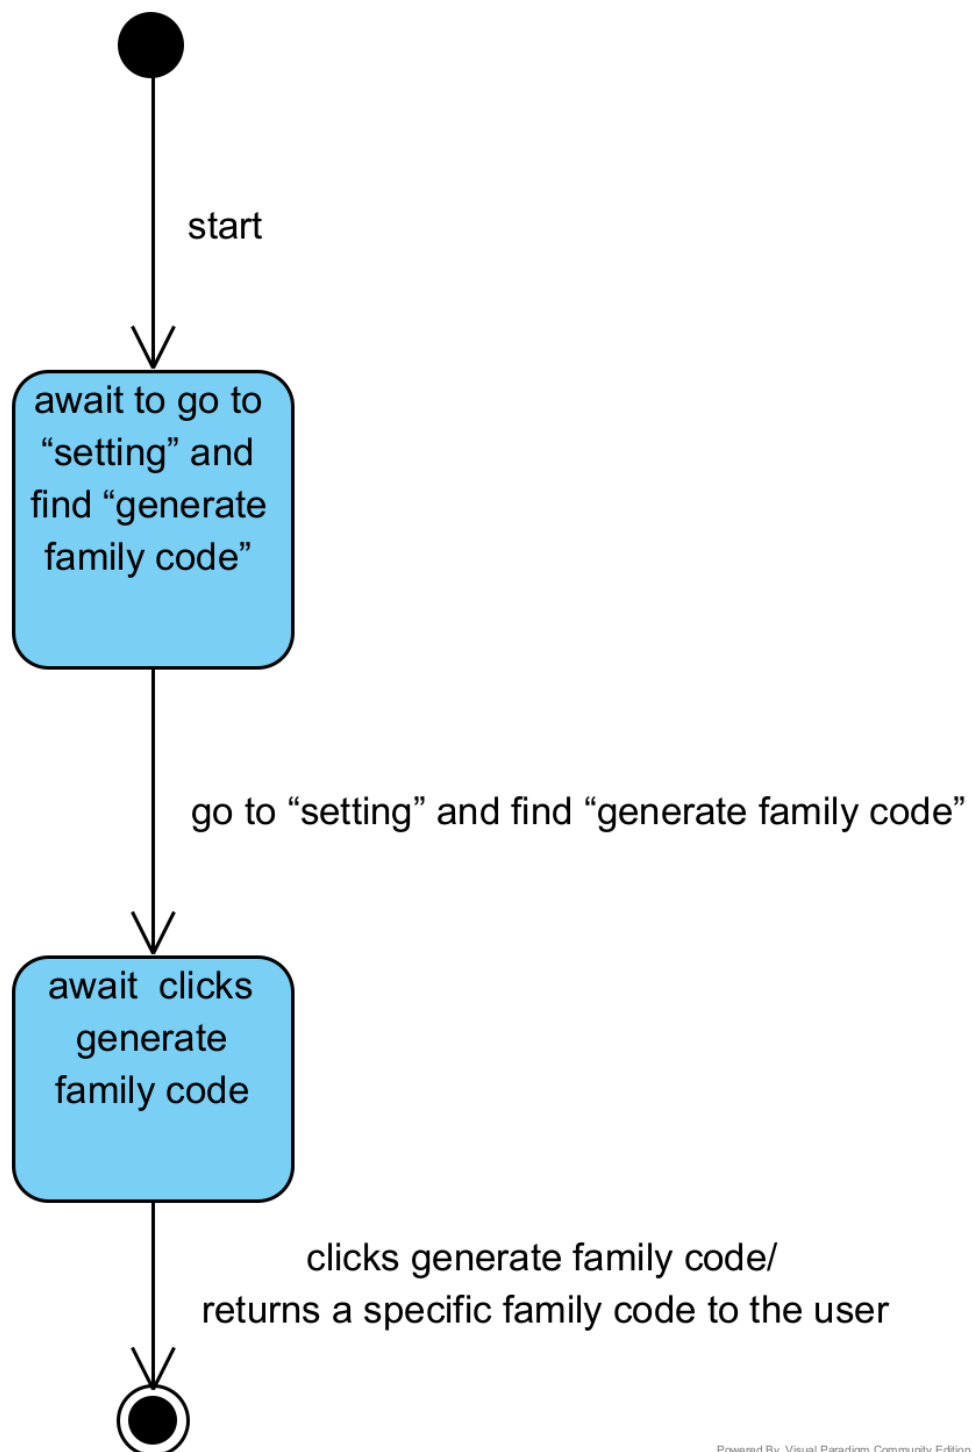 start
await to go to
“setting” and
find “generate
family code”
go to “setting” and find “generate family code”
await  clicks
generate
family code
clicks generate family code/
returns a specific family code to the user
Powered By  Visual Paradigm Community Edition